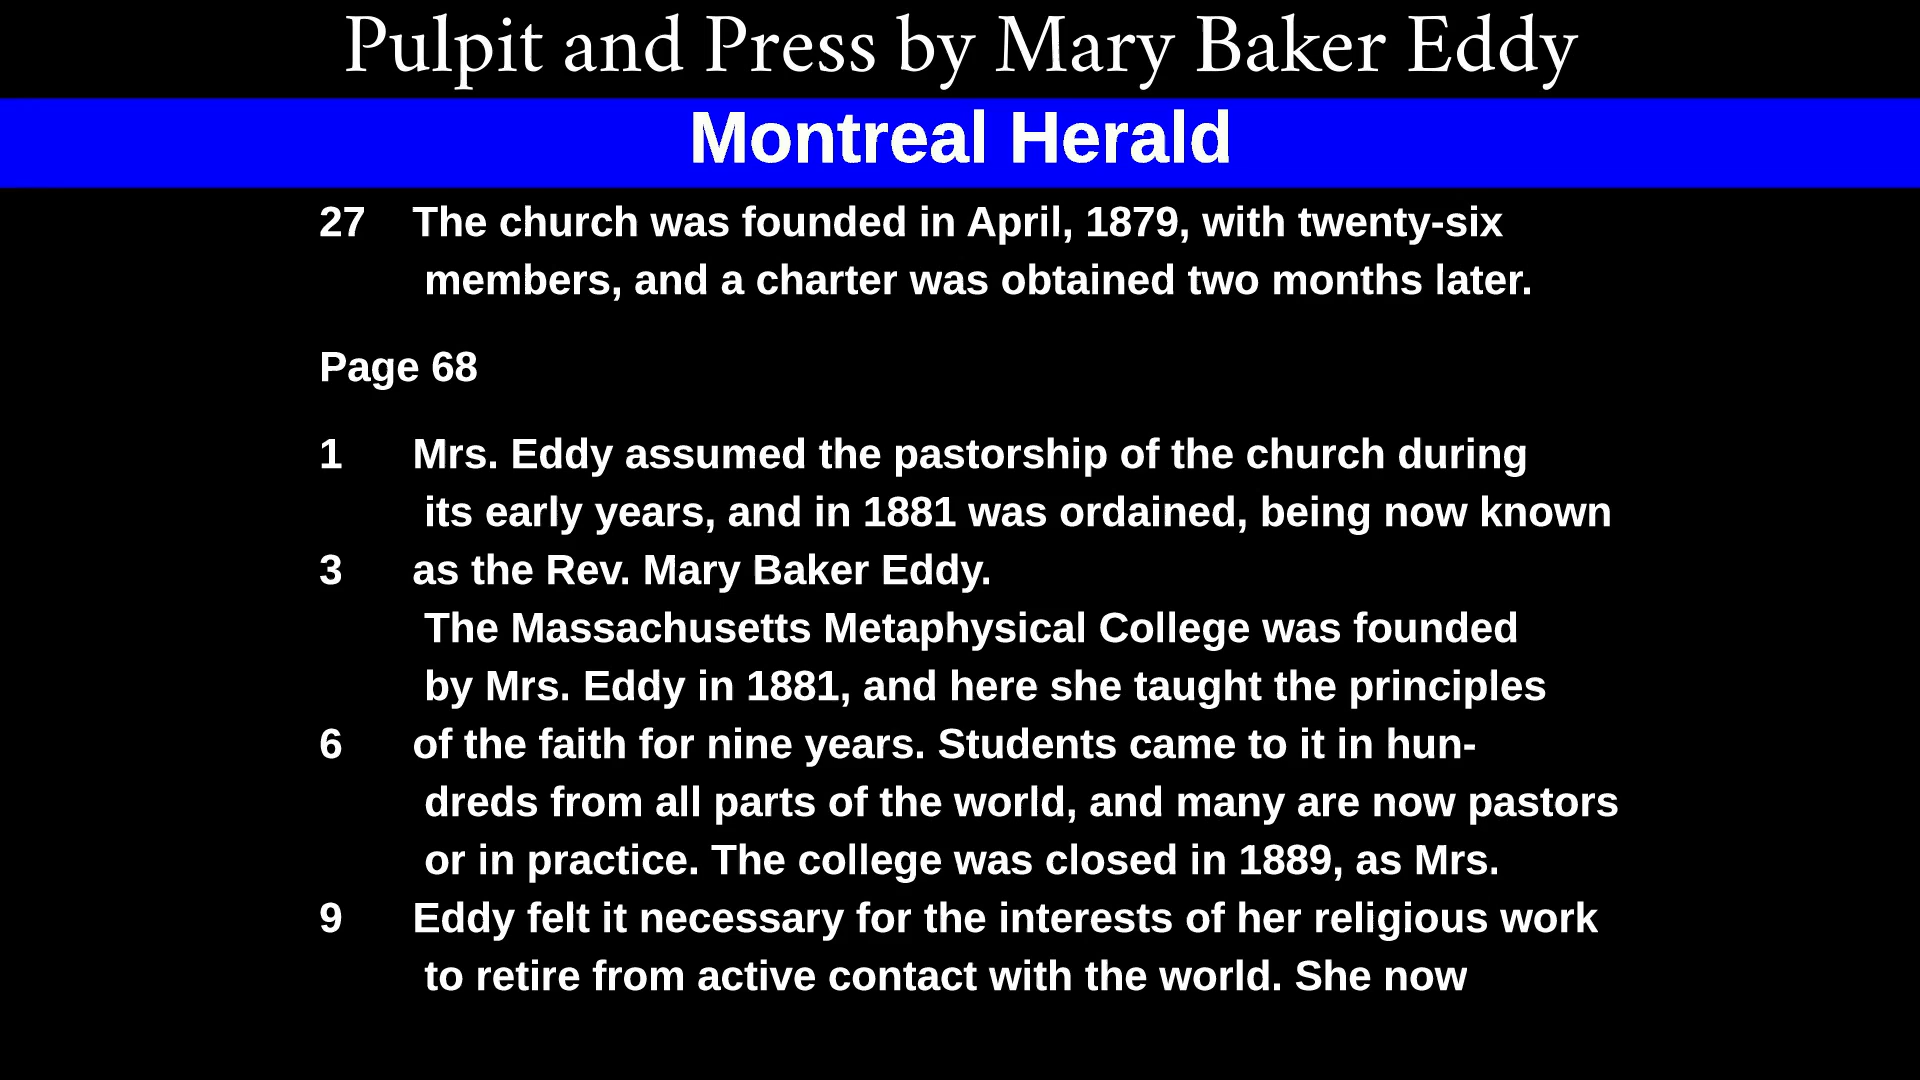 Pulpit and Press by Mary Baker Eddy
Montreal Herald
27 The church was founded in April, 1879, with twenty-six
members, and a charter was obtained two months later.
Page 68
1 Mrs. Eddy assumed the pastorship of the church during
its early years, and in 1881 was ordained, being now known
3 as the Rev. Mary Baker Eddy.
The Massachusetts Metaphysical College was founded
by Mrs. Eddy in 1881, and here she taught the principles
6 of the faith for nine years. Students came to it in hun-
dreds from all parts of the world, and many are now pastors
or in practice. The college was closed in 1889, as Mrs.
9 Eddy felt it necessary for the interests of her religious work
to retire from active contact with the world. She now